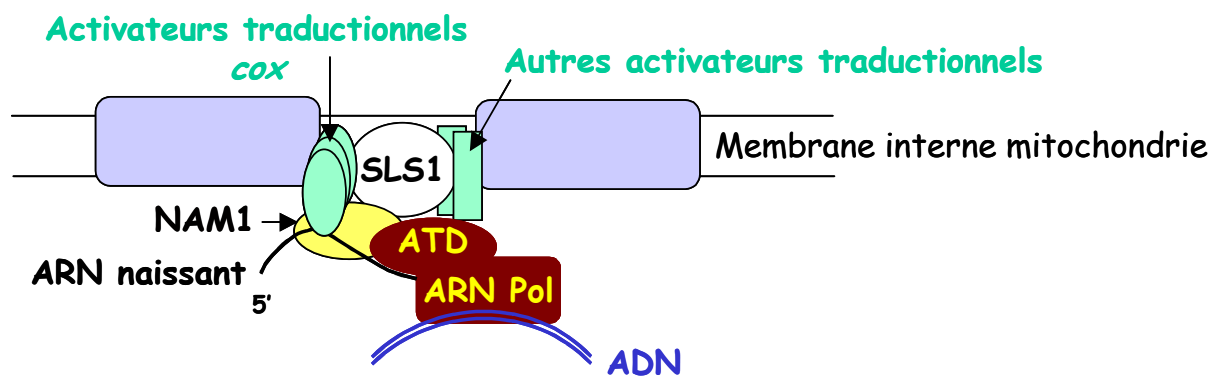 Activateurs traductionnels
cox
Autres activateurs traductionnels
Membrane interne mitochondrie
SLS1
NAM1
ATD
ARN naissant
5'
ARN Pol
ADN